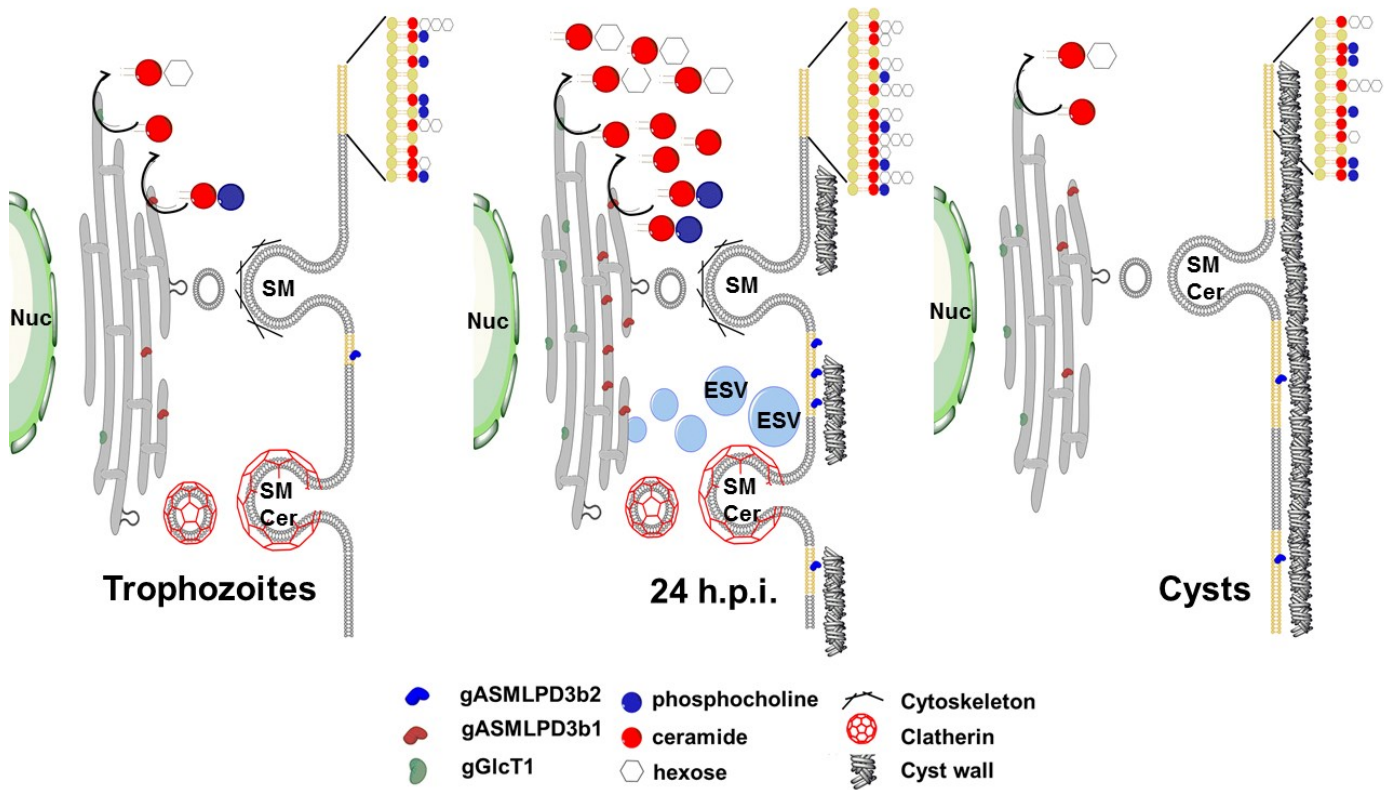 Nuc
SM
SM
Cer
Trophozoites
Nuc
SM
ESV
ESV
SM
Cer
24 h.p.i.
Nuc
SM
Cer
Cysts
gASMLPD3b2
gASMLPD3b1
gGlcT1
phosphocholine
ceramide
hexose
Cytoskeleton
Clatherin
Cyst wall